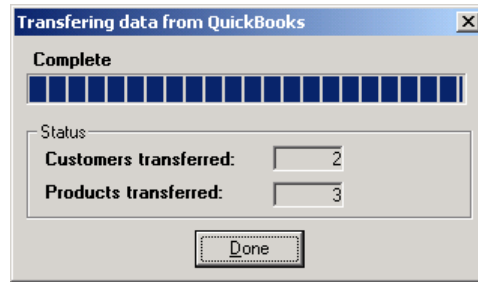 Transfering data from QuickBooks
Complete
Status
Customers transferred: 2
Products transferred: 3
Done